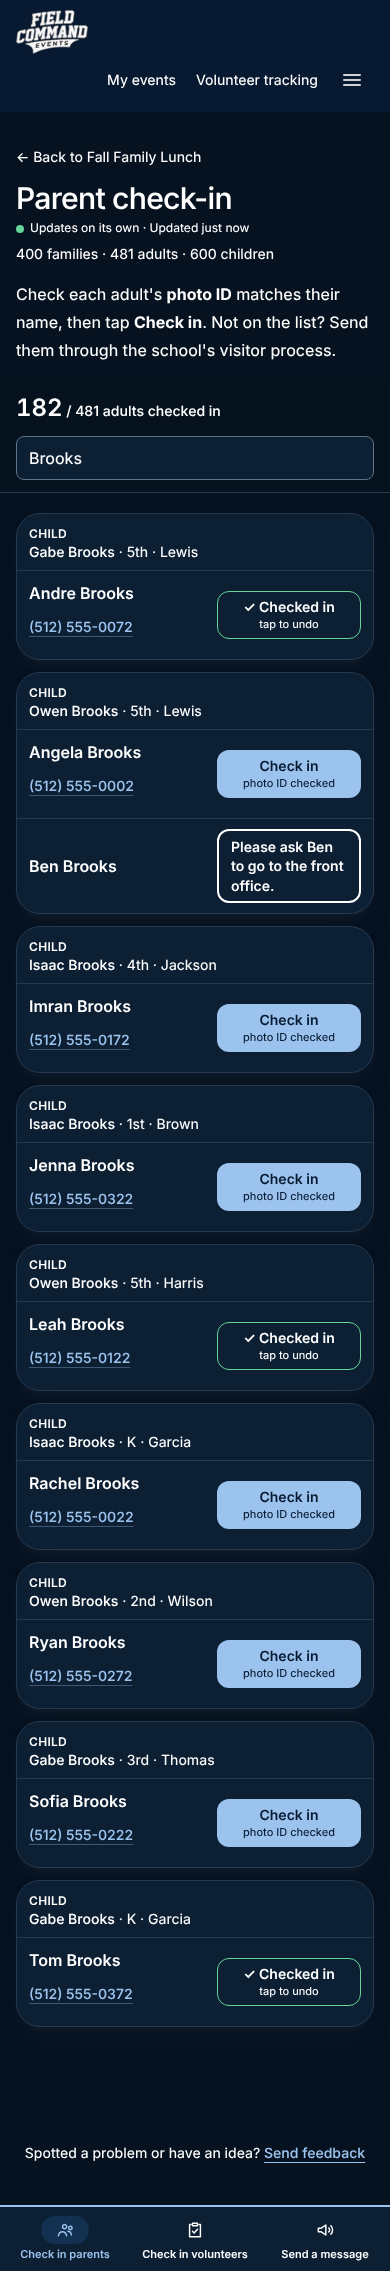 FIELD
COMMAND
EVENTS
My events
Volunteer tracking
← Back to Fall Family Lunch
Parent check-in
Updates on its own · Updated just now
400 families · 481 adults · 600 children
Check each adult's photo ID matches their
name, then tap Check in. Not on the list? Send
them through the school's visitor process.
182 / 481 adults checked in
Brooks
CHILD
Gabe Brooks · 5th · Lewis
Andre Brooks
(512) 555-0072
✓ Checked in
tap to undo
CHILD
Owen Brooks · 5th · Lewis
Angela Brooks
(512) 555-0002
Check in
photo ID checked
Ben Brooks
Please ask Ben
to go to the front
office.
CHILD
Isaac Brooks · 4th · Jackson
Imran Brooks
(512) 555-0172
Check in
photo ID checked
CHILD
Isaac Brooks · 1st · Brown
Jenna Brooks
(512) 555-0322
Check in
photo ID checked
CHILD
Owen Brooks · 5th · Harris
Leah Brooks
(512) 555-0122
✓ Checked in
tap to undo
CHILD
Isaac Brooks · K · Garcia
Rachel Brooks
(512) 555-0022
Check in
photo ID checked
CHILD
Owen Brooks · 2nd · Wilson
Ryan Brooks
(512) 555-0272
Check in
photo ID checked
CHILD
Gabe Brooks · 3rd · Thomas
Sofia Brooks
(512) 555-0222
Check in
photo ID checked
CHILD
Gabe Brooks · K · Garcia
Tom Brooks
(512) 555-0372
✓ Checked in
tap to undo
Spotted a problem or have an idea? Send feedback
Check in parents
Check in volunteers
Send a message